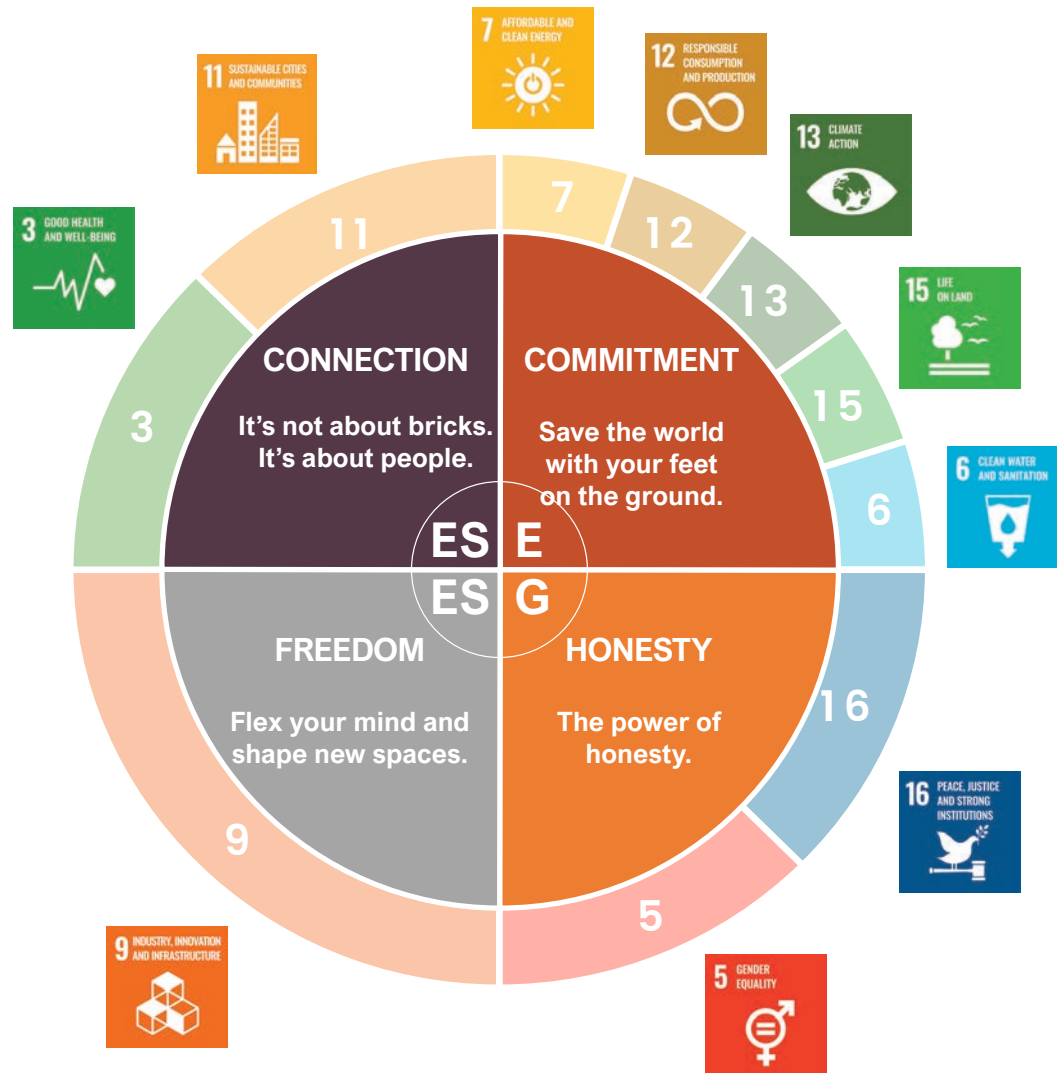 7 AFFORDABLE AND
CLEAN ENERGY
12 RESPONSIBLE
CONSUMPTION
AND PRODUCTION
11 SUSTAINABLE CITIES
AND COMMUNITIES
13 CLIMATE
ACTION
3 GOOD HEALTH
AND WELL-BEING
15 LIFE
ON LAND
6 CLEAN WATER
AND SANITATION
11
7
12
13
15
6
3
CONNECTION
It's not about bricks.
It's about people.
ES
COMMITMENT
Save the world
with your feet
on the ground.
E
ES
FREEDOM
Flex your mind and
shape new spaces.
G
HONESTY
The power of
honesty.
16
9
5
16 PEACE, JUSTICE
AND STRONG
INSTITUTIONS
9 INDUSTRY, INNOVATION
AND INFRASTRUCTURE
5 GENDER
EQUALITY